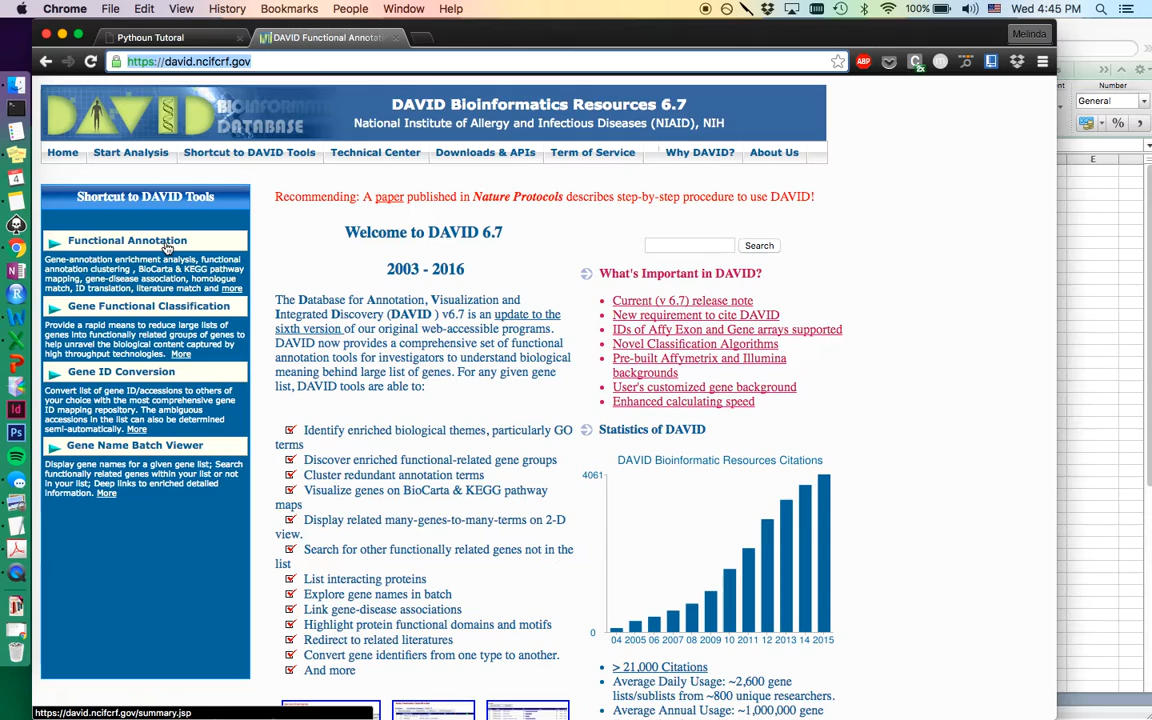 Chrome File Edit View History Bookmarks People Window Help 100% Wed 4:45 PM
Pythoun Tutoral DAVID Functional Annotat Melinda
https://david.ncifcrf.gov
DAVID BIOINFORMATICS DATABASE
DAVID Bioinformatics Resources 6.7
National Institute of Allergy and Infectious Diseases (NIAID), NIH
Home Start Analysis Shortcut to DAVID Tools Technical Center Downloads & APIs Term of Service Why DAVID? About Us
Shortcut to DAVID Tools
Functional Annotation
Gene-annotation enrichment analysis, functional
annotation clustering , BioCarta & KEGG pathway
mapping, gene-disease association, homologue
match, ID translation, literature match and more
Gene Functional Classification
Provide a rapid means to reduce large lists of
genes into functionally related groups of genes to
help unravel the biological content captured by
high throughput technologies. More
Gene ID Conversion
Convert list of gene ID/accessions to others of
your choice with the most comprehensive gene
ID mapping repository. The ambiguous
accessions in the list can also be determined
semi-automatically. More
Gene Name Batch Viewer
Display gene names for a given gene list; Search
functionally related genes within your list or not
in your list; Deep links to enriched detailed
information. More
Recommending: A paper published in Nature Protocols describes step-by-step procedure to use DAVID!
Welcome to DAVID 6.7
2003 - 2016
The Database for Annotation, Visualization and
Integrated Discovery (DAVID ) v6.7 is an update to the
sixth version of our original web-accessible programs.
DAVID now provides a comprehensive set of functional
annotation tools for investigators to understand biological
meaning behind large list of genes. For any given gene
list, DAVID tools are able to:
Identify enriched biological themes, particularly GO
terms
Discover enriched functional-related gene groups
Cluster redundant annotation terms
Visualize genes on BioCarta & KEGG pathway
maps
Display related many-genes-to-many-terms on 2-D
view.
Search for other functionally related genes not in the
list
List interacting proteins
Explore gene names in batch
Link gene-disease associations
Highlight protein functional domains and motifs
Redirect to related literatures
Convert gene identifiers from one type to another.
And more
Search
What's Important in DAVID?
Current (v 6.7) release note
New requirement to cite DAVID
IDs of Affy Exon and Gene arrays supported
Novel Classification Algorithms
Pre-built Affymetrix and Illumina
backgrounds
User's customized gene background
Enhanced calculating speed
Statistics of DAVID
DAVID Bioinformatic Resources Citations
4061
0
04 2005 06 2007 08 2009 10 2011 12 2013 14 2015
> 21,000 Citations
Average Daily Usage: ~2,600 gene
lists/sublists from ~800 unique researchers.
Average Annual Usage: ~1,000,000 gene
https://david.ncifcrf.gov/summary.jsp
Number
General
%
E